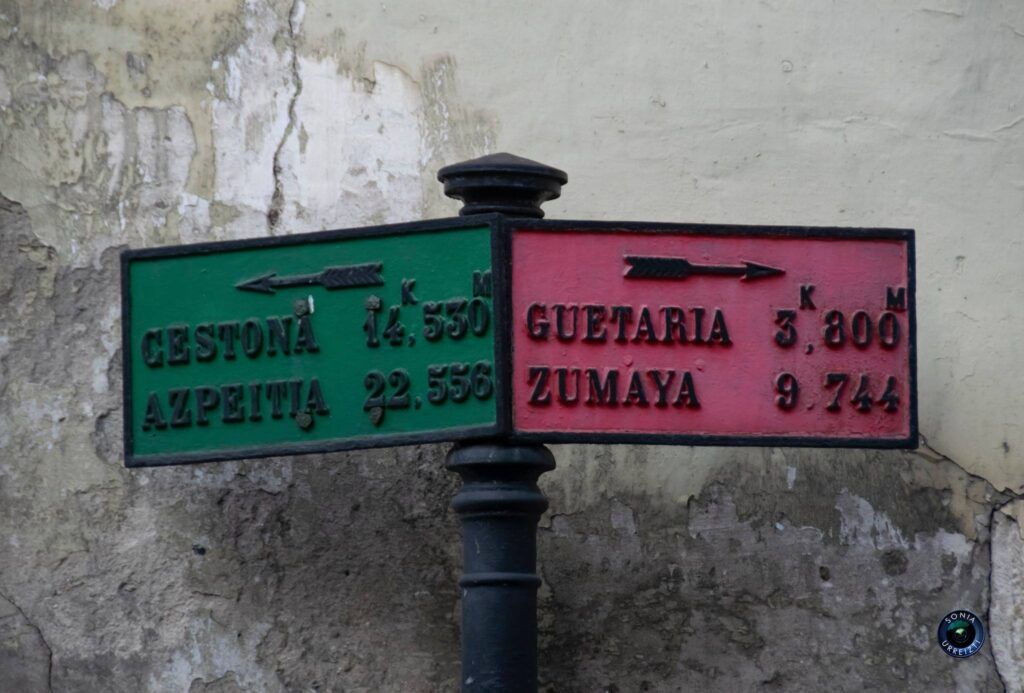 K M
CESTONA 14,530
AZPEITIA 22,556
K M
GUETARIA 3,800
ZUMAYA 9,744
SONIA
URREIZTI